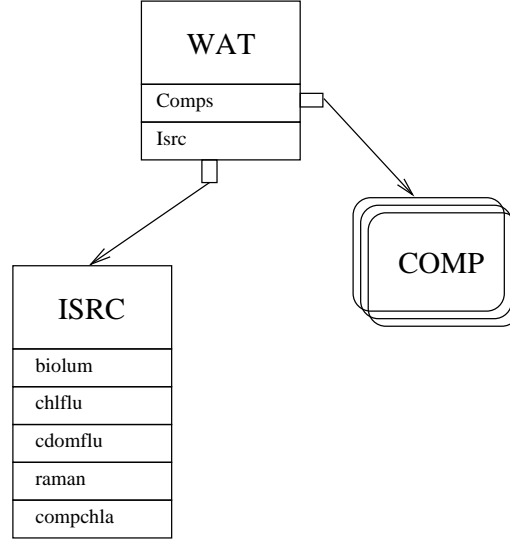 WAT
Comps
Isrc
COMP
ISRC
biolum
chlflu
cdomflu
raman
compchla